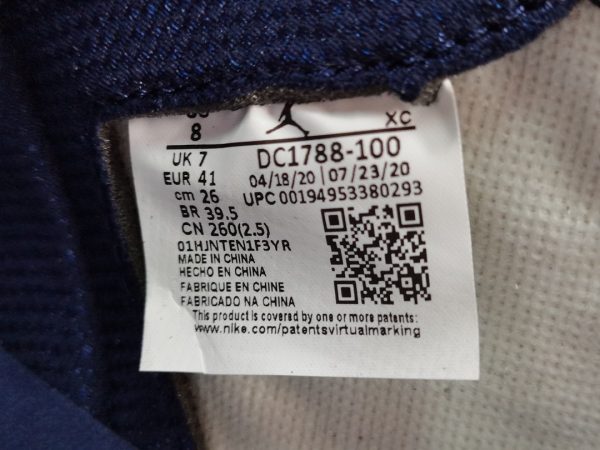 8 XC
UK 7 DC1788-100
EUR 41 04/18/20 | 07/23/20
cm 26 UPC 00194953380293
BR 39.5
CN 260(2.5)
01HJNTEN1F3YR
MADE IN CHINA
HECHO EN CHINA
FABRIQUE EN CHINE
FABRICADO NA CHINA
This product is covered by one or more patents:
www.nike.com/patentsvirtualmarking